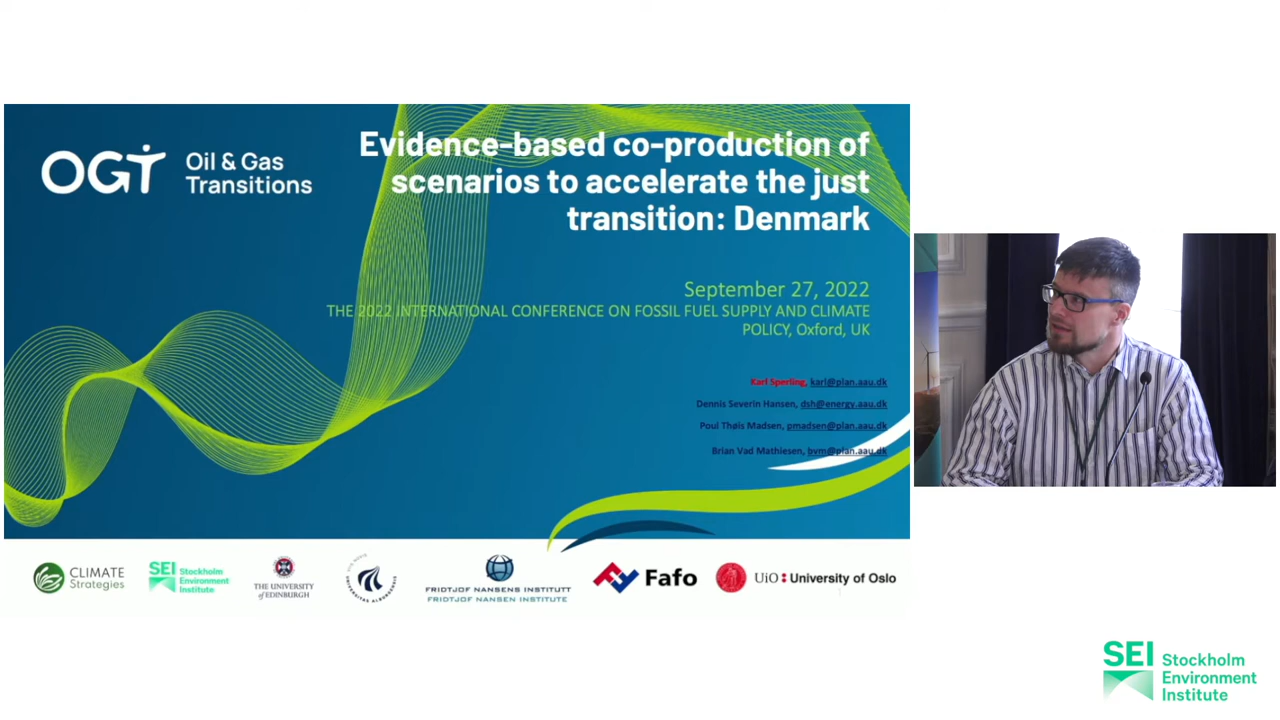 OGT
Oil & Gas
Transitions
Evidence-based co-production of
scenarios to accelerate the just
transition: Denmark
September 27, 2022
THE 2022 INTERNATIONAL CONFERENCE ON FOSSIL FUEL SUPPLY AND CLIMATE
POLICY, Oxford, UK
Karl Sperling, karl@plan.aau.dk
Dennis Severin Hansen, dsh@energy.aau.dk
Poul Thøis Madsen, pmadsen@plan.aau.dk
Brian Vad Mathiesen, bvm@plan.aau.dk
CLIMATE
Strategies
SEI Stockholm
Environment
Institute
THE UNIVERSITY
of EDINBURGH
FRIDTJOF NANSENS INSTITUTT
FRIDTJOF NANSEN INSTITUTE
Fafo
UiO University of Oslo
SEI Stockholm
Environment
Institute